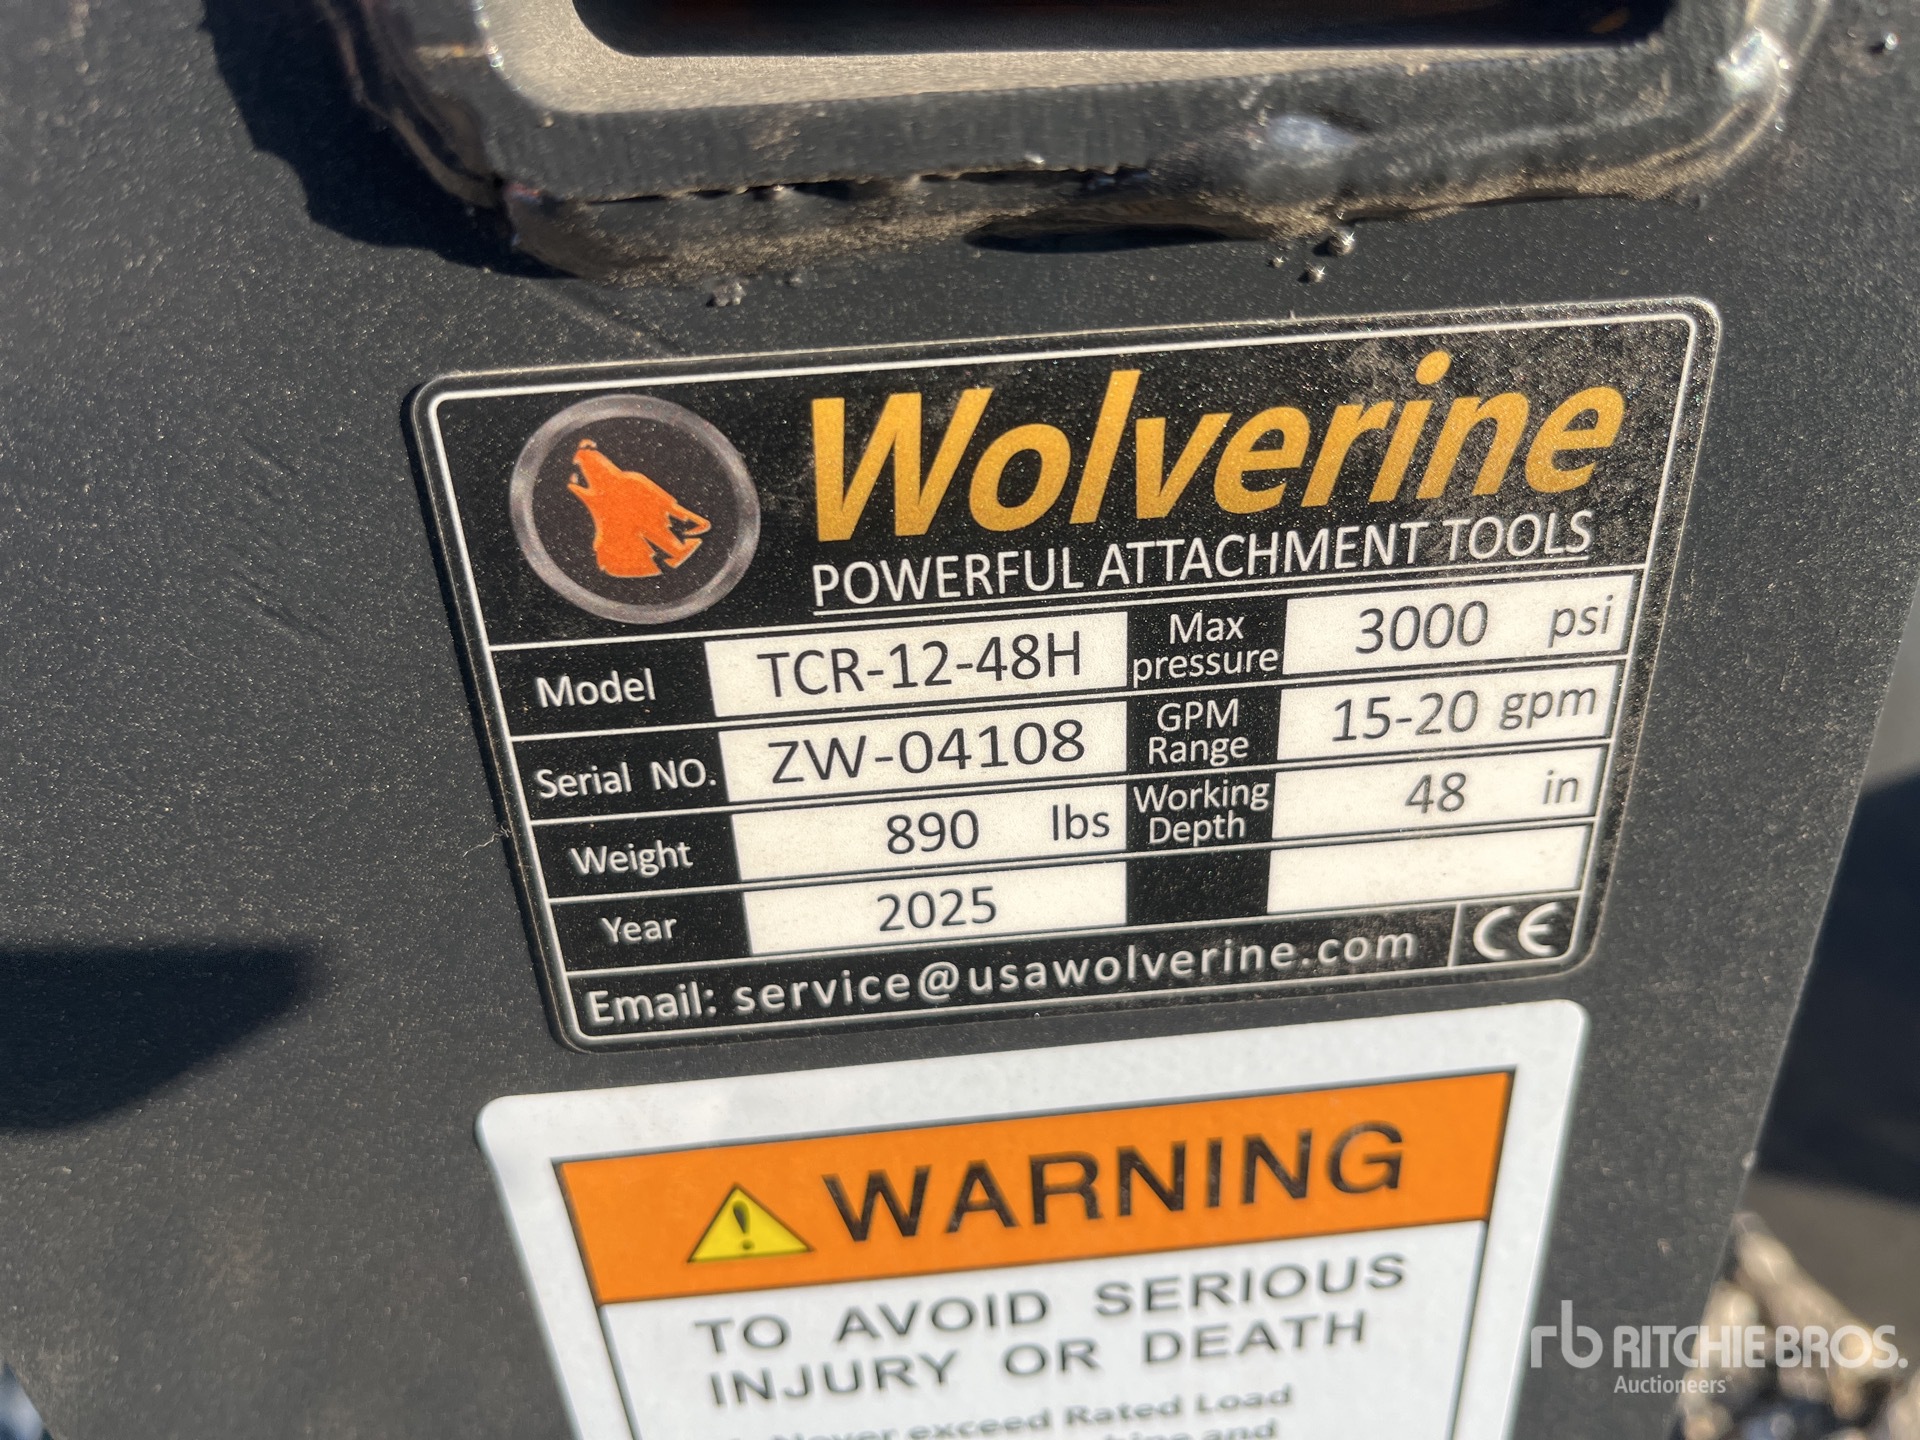 Wolverine
POWERFUL ATTACHMENT TOOLS
Model TCR-12-48H Max pressure 3000 psi
Serial NO. ZW-04108 GPM Range 15-20 gpm
Weight 890 lbs Working Depth 48 in
Year 2025
Email: service@usawolverine.com CE
WARNING
TO AVOID SERIOUS
INJURY OR DEATH
Never exceed Rated Load
and
rb RITCHIE BROS.
Auctioneers